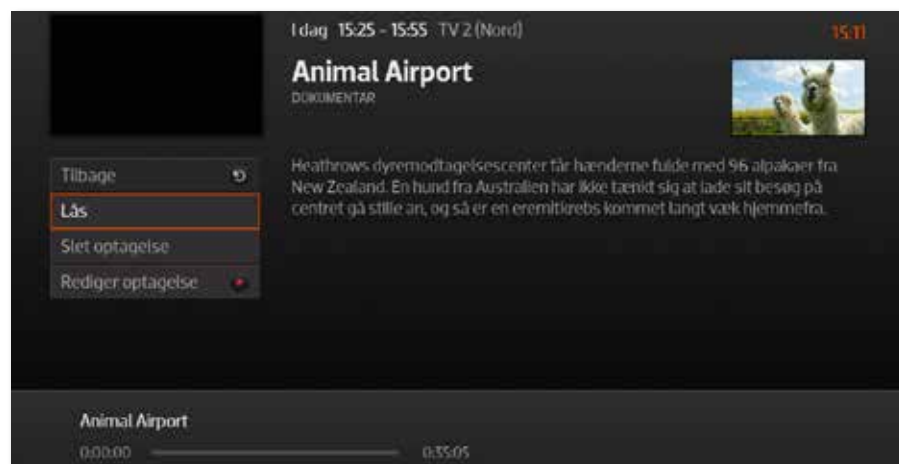 I dag 15:25 - 15:55 TV 2 (Nord)
15:11
Animal Airport
DOKUMENTAR
Heathrows dyremodtagelsescenter får hænderne fulde med 96 alpakaer fra
New Zealand. En hund fra Australien har ikke tænkt sig at lade sit besøg på
centret gå stille an, og så er en eremitkrebs kommet langt væk hjemmefra.
Tilbage
Lås
Slet optagelse
Rediger optagelse
Animal Airport
0:00:00
0:35:05